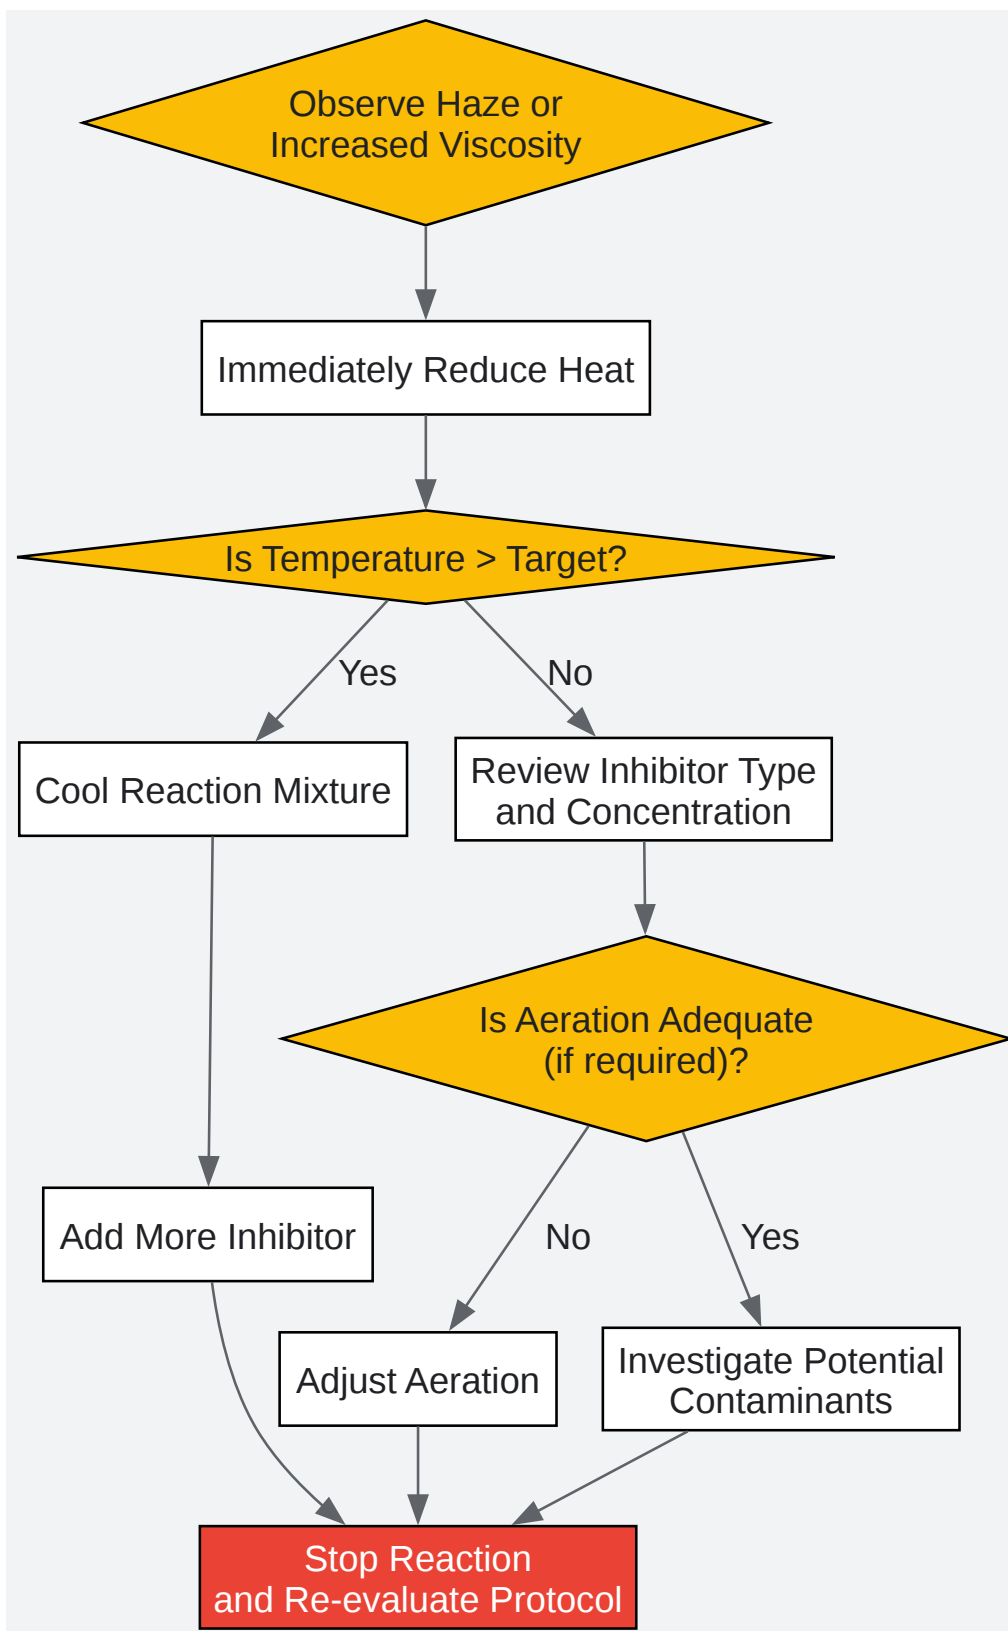 Observe Haze or
Increased Viscosity
Immediately Reduce Heat
Is Temperature > Target?
Yes
No
Cool Reaction Mixture
Review Inhibitor Type
and Concentration
Is Aeration Adequate
(if required)?
Add More Inhibitor
No
Yes
Adjust Aeration
Investigate Potential
Contaminants
Stop Reaction
and Re-evaluate Protocol